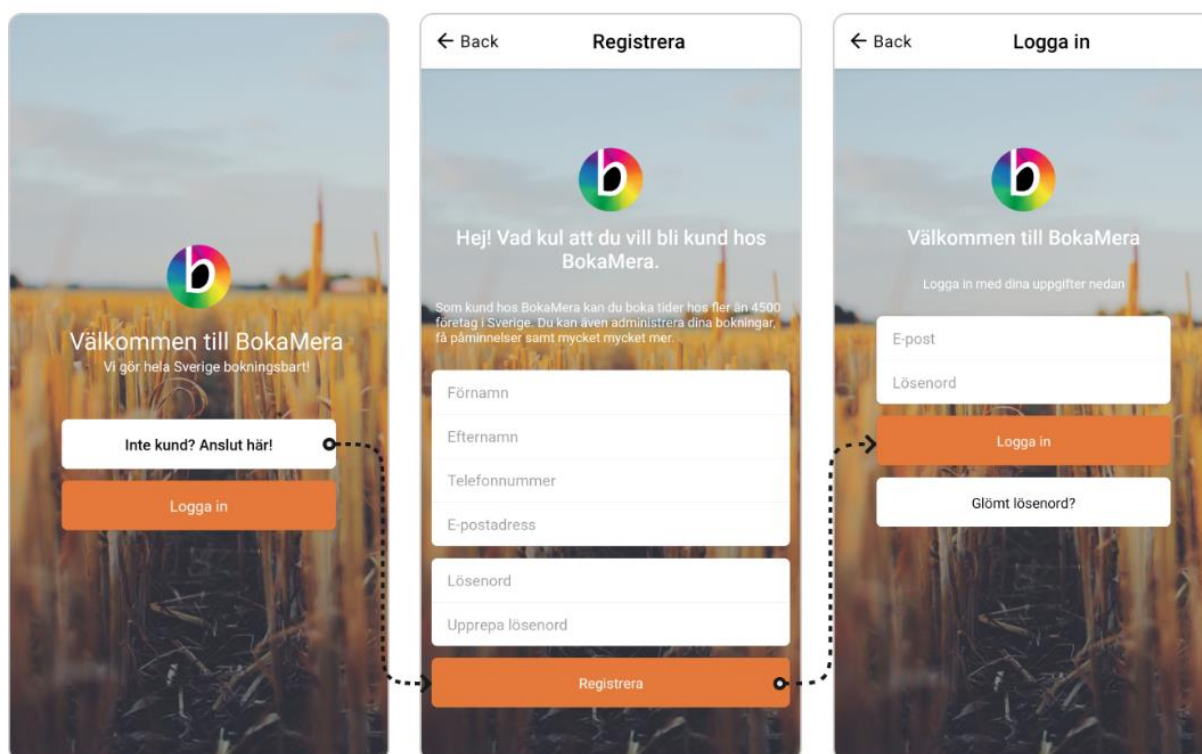 Välkommen till BokaMera
Vi gör hela Sverige bokningsbart!
Inte kund? Anslut här!
Logga in
Back
Registrera
b
Hej! Vad kul att du vill bli kund hos
BokaMera.
Som kund hos BokaMera kan du boka tider hos fler än 4500
företag i Sverige. Du kan även administrera dina bokningar,
få påminnelser samt mycket mycket mer.
Förnamn
Efternamn
Telefonnummer
E-postadress
Lösenord
Upprepa lösenord
Registrera
Back
Logga in
b
Välkommen till BokaMera
Logga in med dina uppgifter nedan
E-post
Lösenord
Logga in
Glömt lösenord?